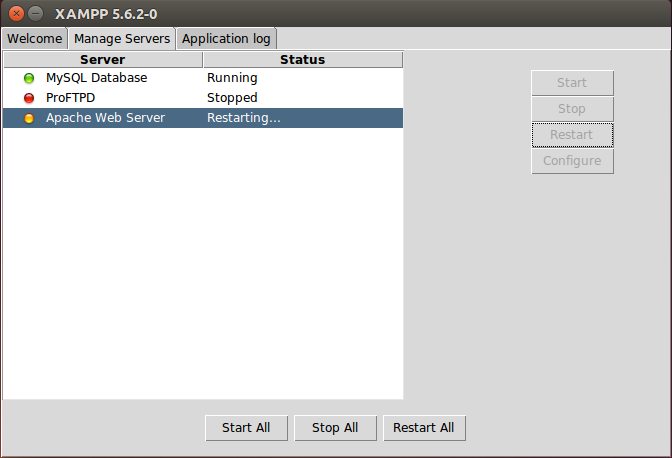 XAMPP 5.6.2-0
Welcome Manage Servers Application log
Server Status
MySQL Database Running
ProFTPD Stopped
Apache Web Server Restarting...
Start
Stop
Restart
Configure
Start All Stop All Restart All